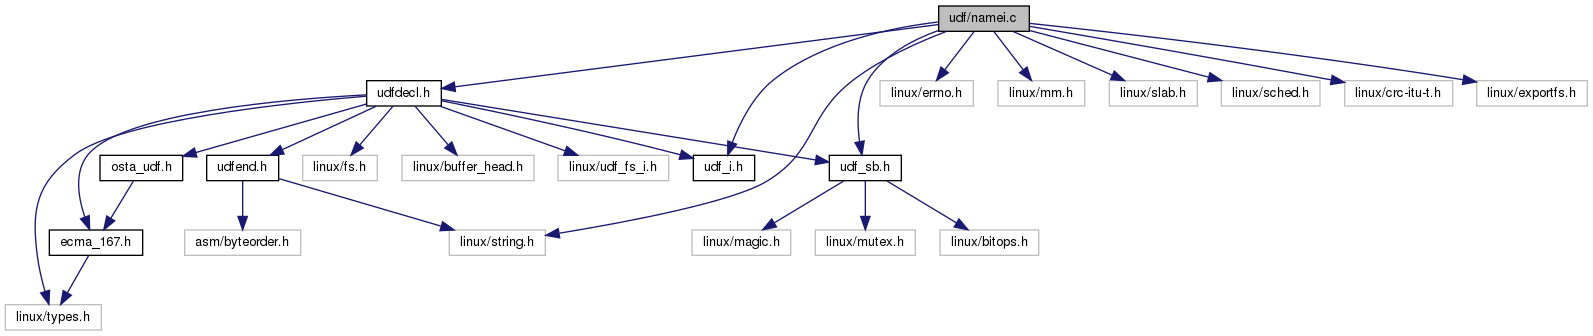 udf/namei.c
udfdecl.h
linux/errno.h
linux/mm.h
linux/slab.h
linux/sched.h
linux/crc-itu-t.h
linux/exportfs.h
osta_udf.h
udfend.h
linux/fs.h
linux/buffer_head.h
linux/udf_fs_i.h
udf_i.h
udf_sb.h
ecma_167.h
asm/byteorder.h
linux/string.h
linux/magic.h
linux/mutex.h
linux/bitops.h
linux/types.h